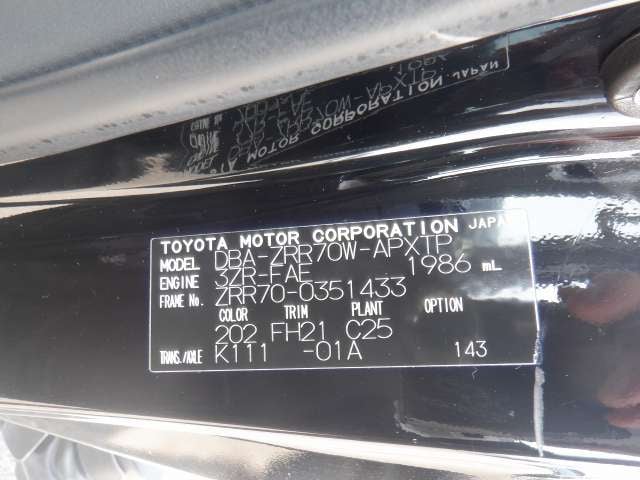 TOYOTA MOTOR CORPORATION JAPAN
MODEL DBA-ZRR70W-APXTP
ENGINE 3ZR-FAE 1986 mL
FRAME No. ZRR70-0351433
COLOR TRIM PLANT OPTION
202 FH21 C25
TRANS./AXLE K111 -01A 143